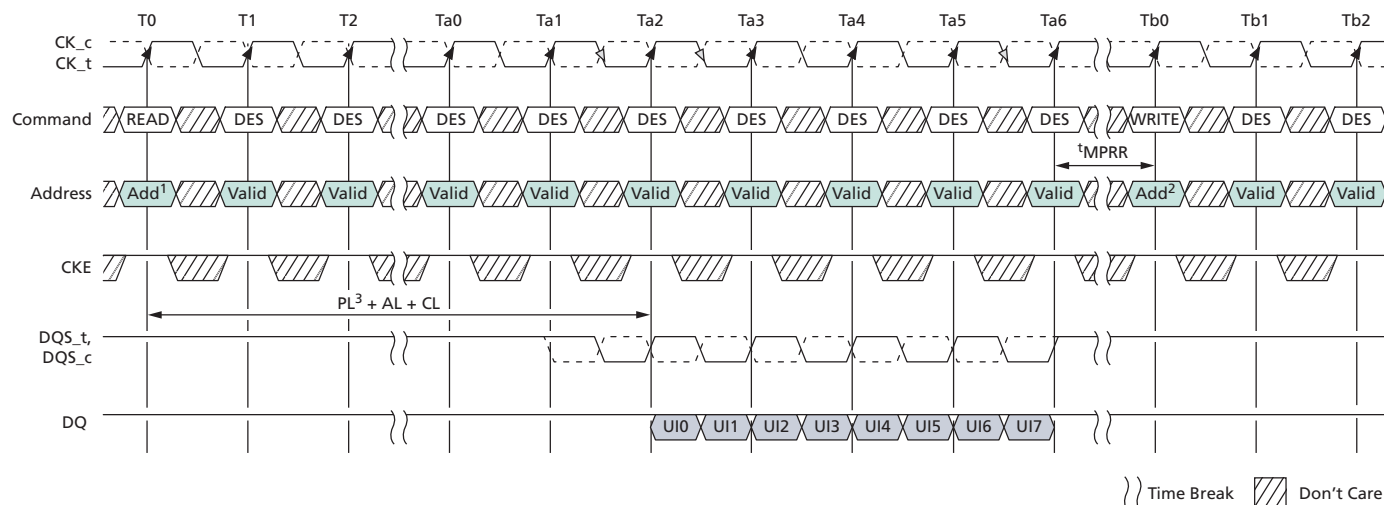 T0 T1 T2 Ta0 Ta1 Ta2 Ta3 Ta4 Ta5 Ta6 Tb0 Tb1 Tb2
CK_c
CK_t
Command READ DES DES DES DES DES DES DES DES DES WRITE DES DES
tMPRR
Address Add1 Valid Valid Valid Valid Valid Valid Valid Valid Valid Add2 Valid Valid
CKE
PL3 + AL + CL
DQS_t,
DQS_c
DQ UI0 UI1 UI2 UI3 UI4 UI5 UI6 UI7
Time Break Don't Care